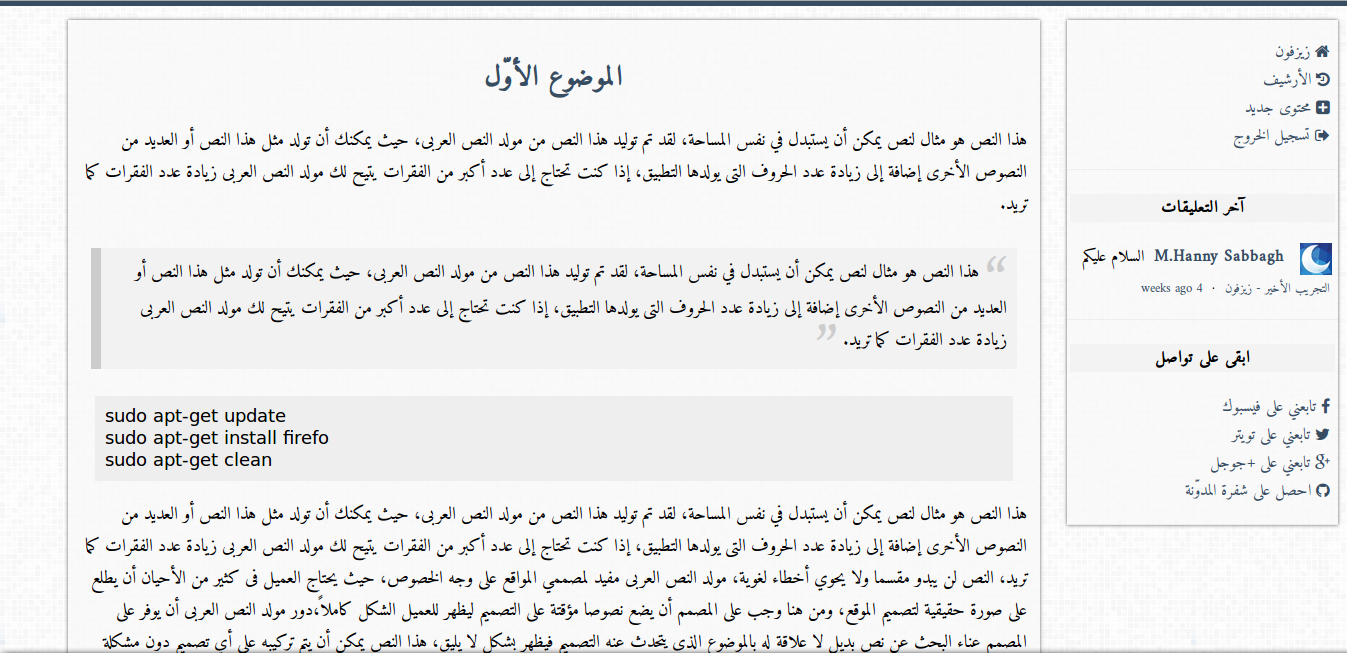 زيزفون
الأرشيف
محتوى جديد
تسجيل الخروج
آخر التعليقات
M.Hanny Sabbagh السلام عليكم
التجريب الأخير - زيزفون · 4 weeks ago
ابقى على تواصل
تابعني على فيسبوك
تابعني على تويتر
تابعني على +جوجل
احصل على شفرة المدوّنة
الموضوع الأوّل
هذا النص هو مثال لنص يمكن أن يستبدل في نفس المساحة، لقد تم توليد هذا النص من مولد النص العربى، حيث يمكنك أن تولد مثل هذا النص أو العديد من
النصوص الأخرى إضافة إلى زيادة عدد الحروف التى يولدها التطبيق، إذا كنت تحتاج إلى عدد أكبر من الفقرات يتيح لك مولد النص العربى زيادة عدد الفقرات كما
تريد.
“ هذا النص هو مثال لنص يمكن أن يستبدل في نفس المساحة، لقد تم توليد هذا النص من مولد النص العربى، حيث يمكنك أن تولد مثل هذا النص أو
العديد من النصوص الأخرى إضافة إلى زيادة عدد الحروف التى يولدها التطبيق، إذا كنت تحتاج إلى عدد أكبر من الفقرات يتيح لك مولد النص العربى
زيادة عدد الفقرات كما تريد. ”
sudo apt-get update
sudo apt-get install firefo
sudo apt-get clean
هذا النص هو مثال لنص يمكن أن يستبدل في نفس المساحة، لقد تم توليد هذا النص من مولد النص العربى، حيث يمكنك أن تولد مثل هذا النص أو العديد من
النصوص الأخرى إضافة إلى زيادة عدد الحروف التى يولدها التطبيق، إذا كنت تحتاج إلى عدد أكبر من الفقرات يتيح لك مولد النص العربى زيادة عدد الفقرات كما
تريد، النص لن يبدو مقسما ولا يحوي أخطاء لغوية، مولد النص العربى مفيد لمصممي المواقع على وجه الخصوص، حيث يحتاج العميل فى كثير من الأحيان أن يطلع
على صورة حقيقية لتصميم الموقع، ومن هنا وجب على المصمم أن يضع نصوصا مؤقتة على التصميم ليظهر للعميل الشكل كاملاً،دور مولد النص العربى أن يوفر على
المصمم عناء البحث عن نص بديل لا علاقة له بالموضوع الذى يتحدث عنه التصميم فيظهر بشكل لا يليق، هذا النص يمكن أن يتم تركيبه على أي تصميم دون مشكلة